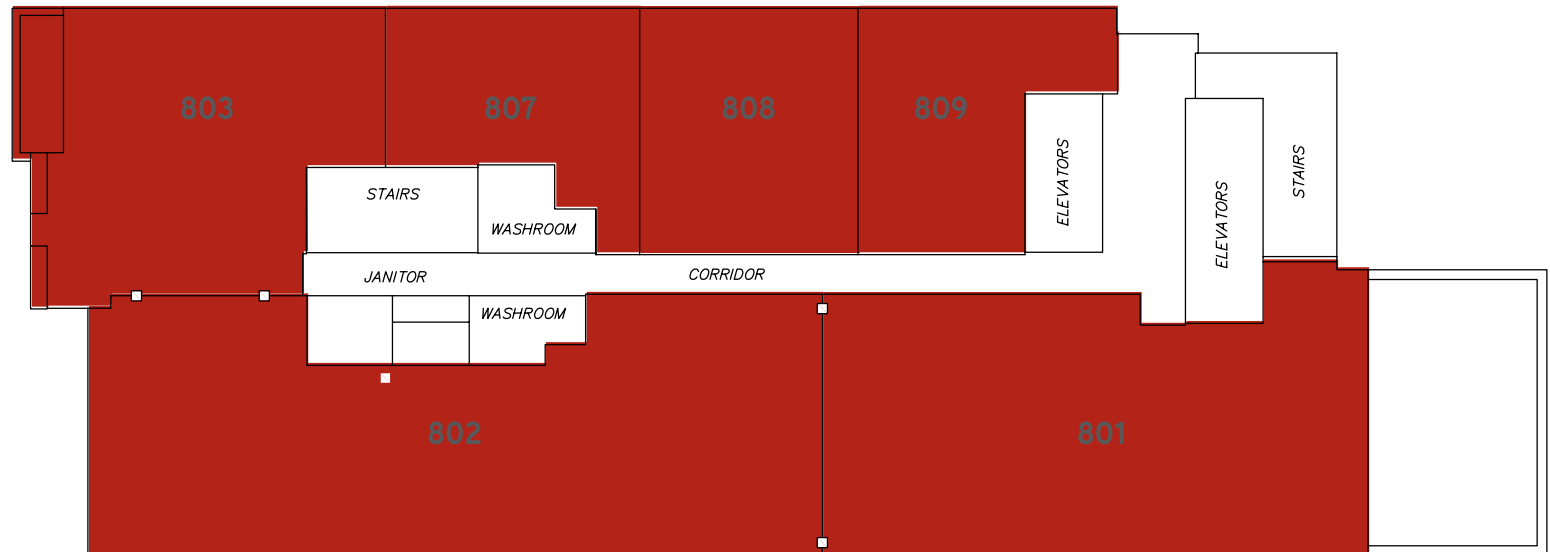 803
807
808
809
STAIRS
WASHROOM
ELEVATORS
ELEVATORS
STAIRS
JANITOR
CORRIDOR
WASHROOM
802
801